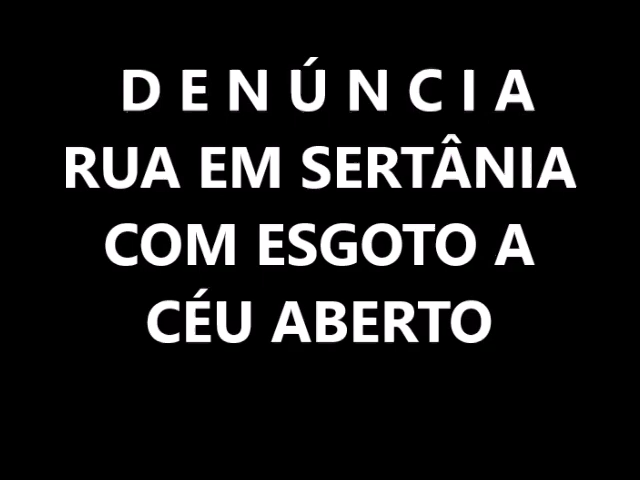 D E N Ú N C I A
RUA EM SERTÂNIA
COM ESGOTO A
CÉU ABERTO